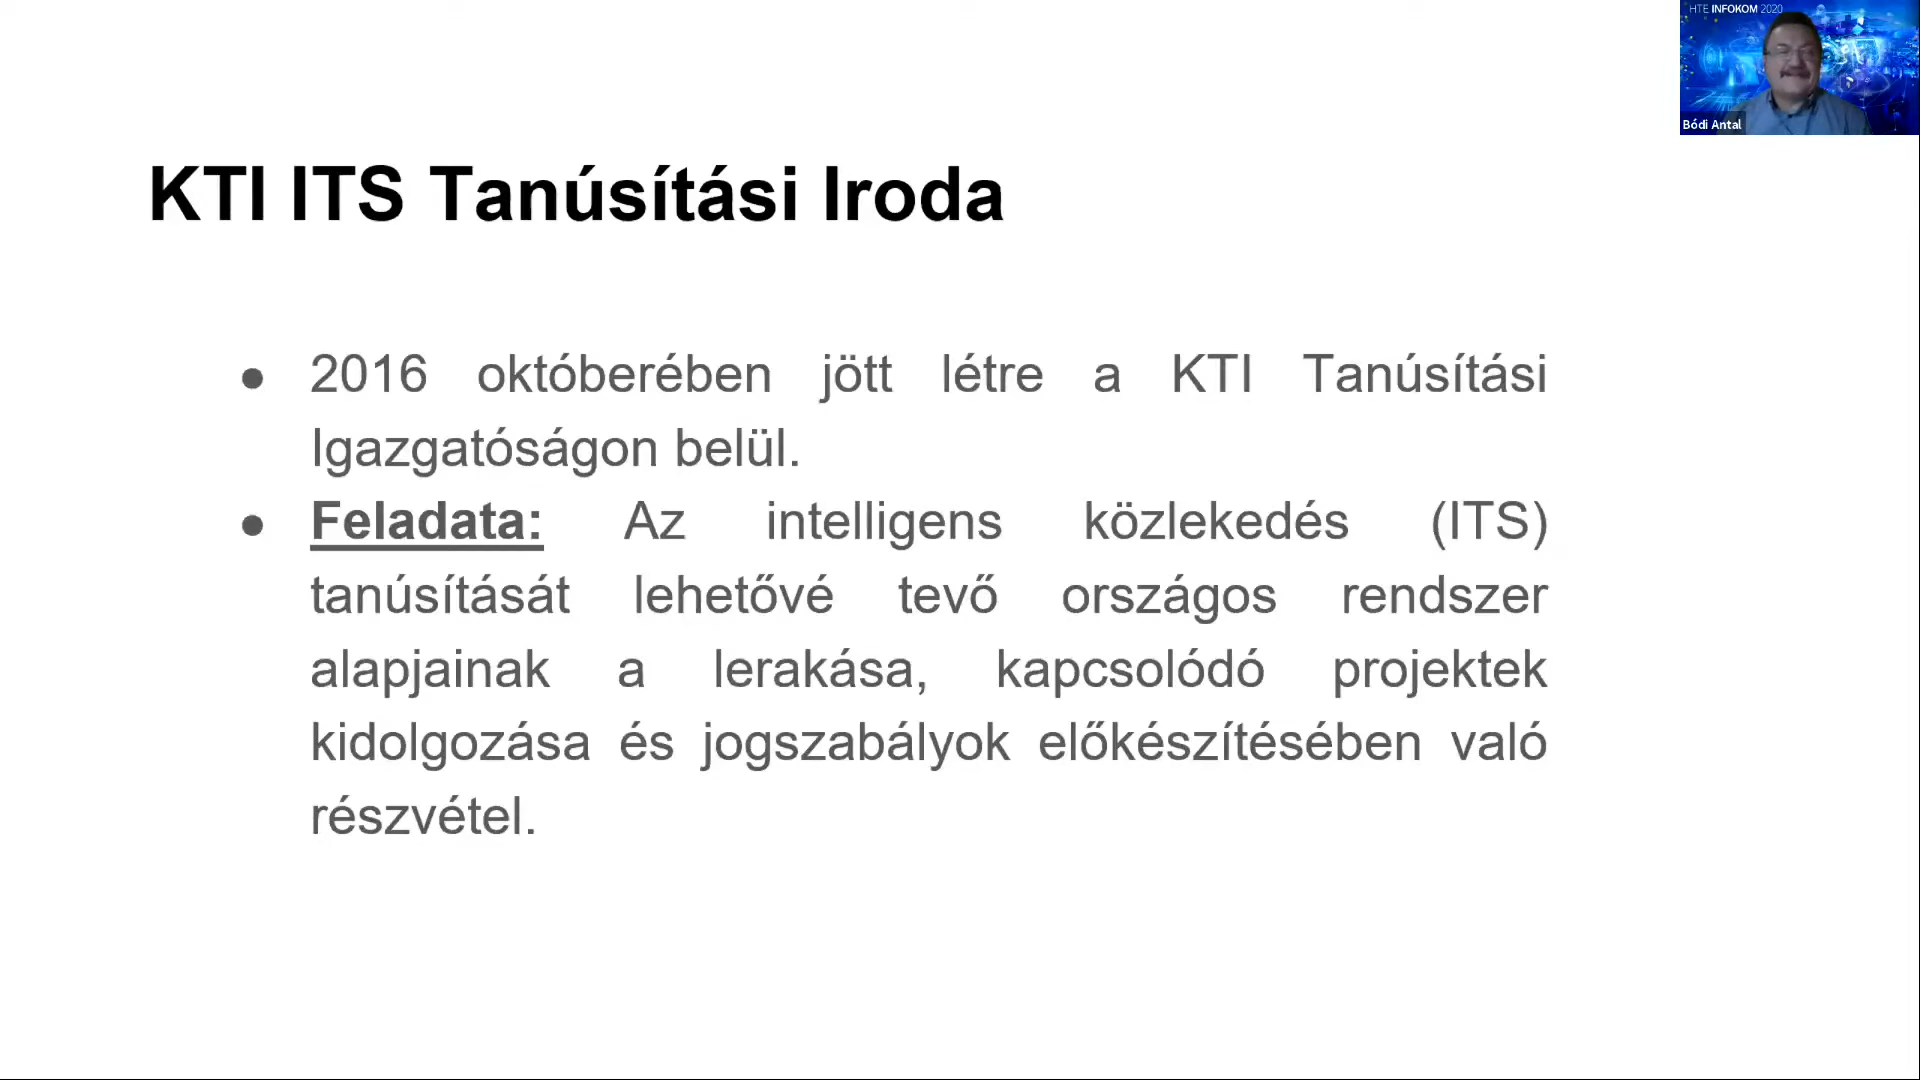 HTE INFOKOM 2020
Bódi Antal
KTI ITS Tanúsítási Iroda
● 2016 októberében jött létre a KTI Tanúsítási
Igazgatóságon belül.
● Feladata: Az intelligens közlekedés (ITS)
tanúsítását lehetővé tevő országos rendszer
alapjainak a lerakása, kapcsolódó projektek
kidolgozása és jogszabályok előkészítésében való
részvétel.